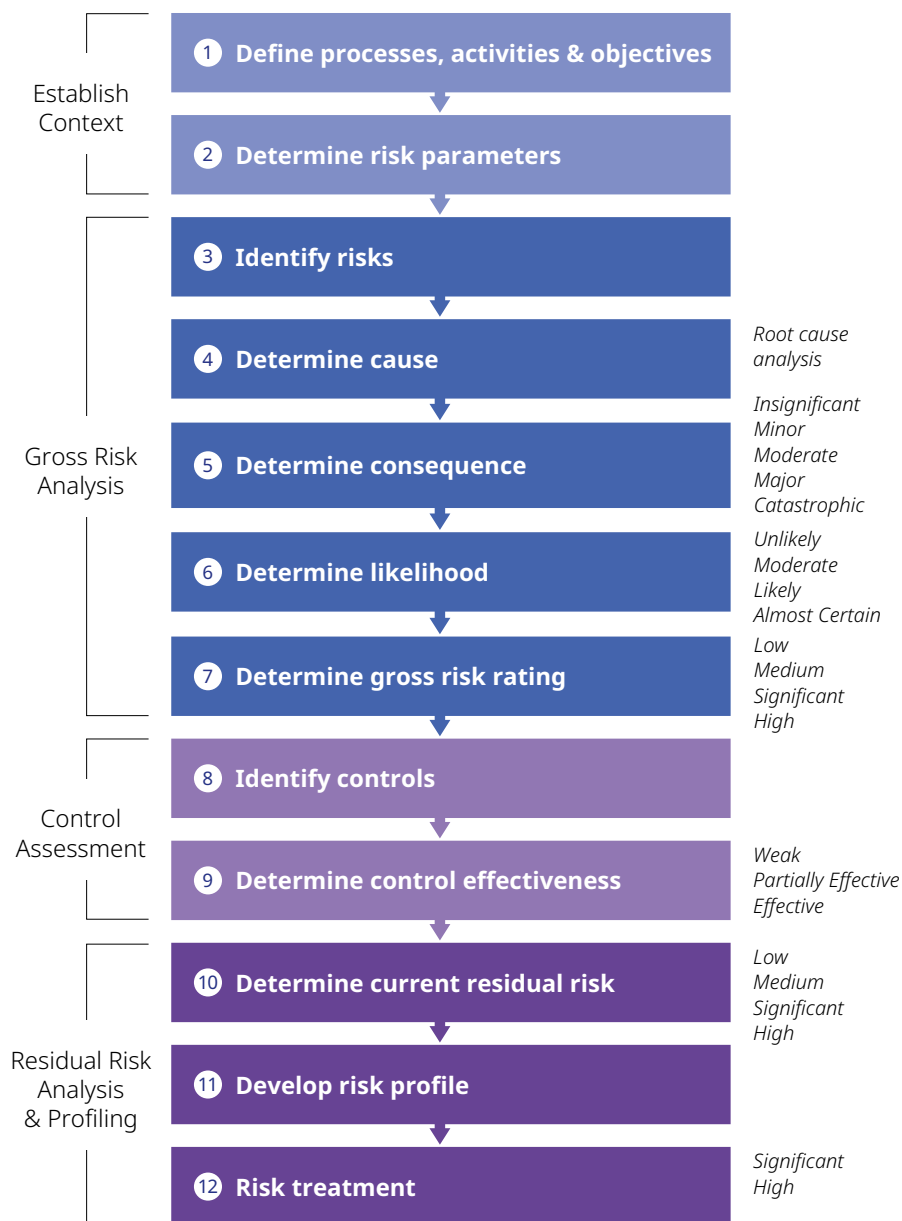 Establish
Context
1 Define processes, activities & objectives
2 Determine risk parameters
Gross Risk
Analysis
3 Identify risks
4 Determine cause
Root cause
analysis
5 Determine consequence
Insignificant
Minor
Moderate
Major
Catastrophic
6 Determine likelihood
Unlikely
Moderate
Likely
Almost Certain
7 Determine gross risk rating
Low
Medium
Significant
High
Control
Assessment
8 Identify controls
9 Determine control effectiveness
Weak
Partially Effective
Effective
Residual Risk
Analysis
& Profiling
10 Determine current residual risk
Low
Medium
Significant
High
11 Develop risk profile
12 Risk treatment
Significant
High